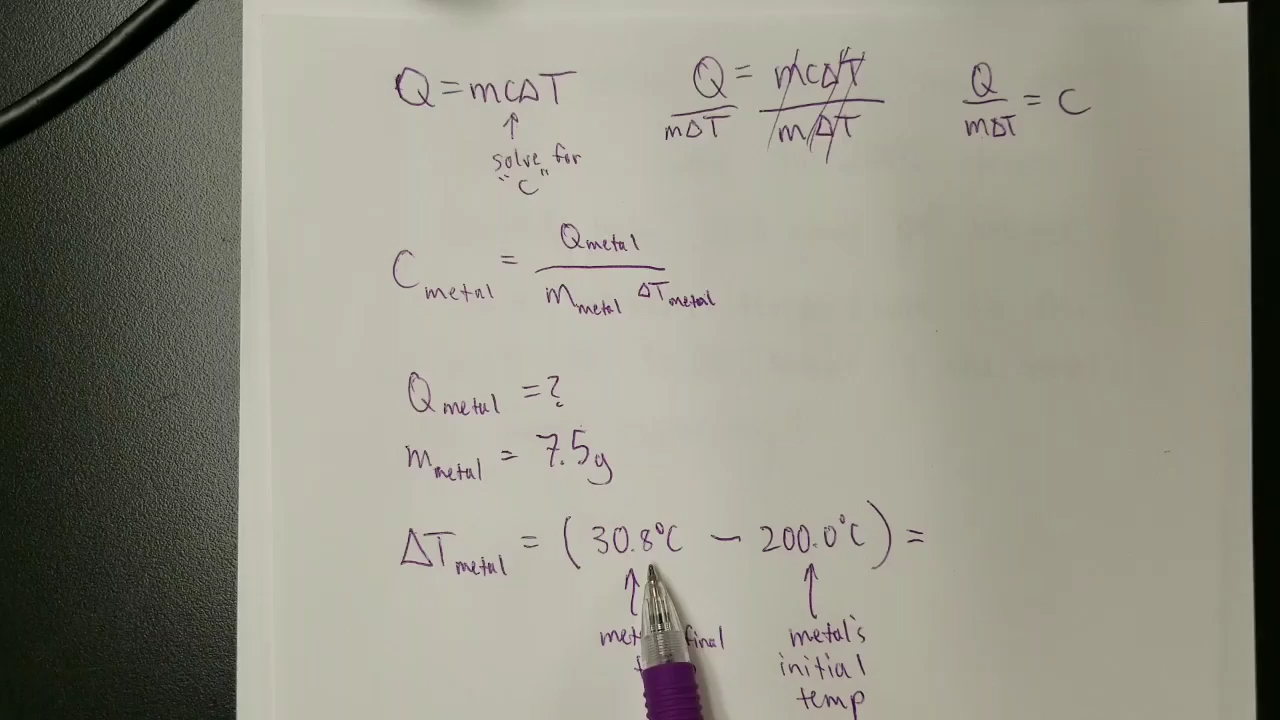 Q = mcΔT
↑
solve for
"C"
Q/mΔT = mcΔT/mΔT
Q/mΔT = C
C metal = Q metal / m metal ΔT metal
Q metal = ?
m metal = 7.5g
ΔT metal = (30.8°C − 200.0°C) =
↑ ↑
final metal's
initial
temp